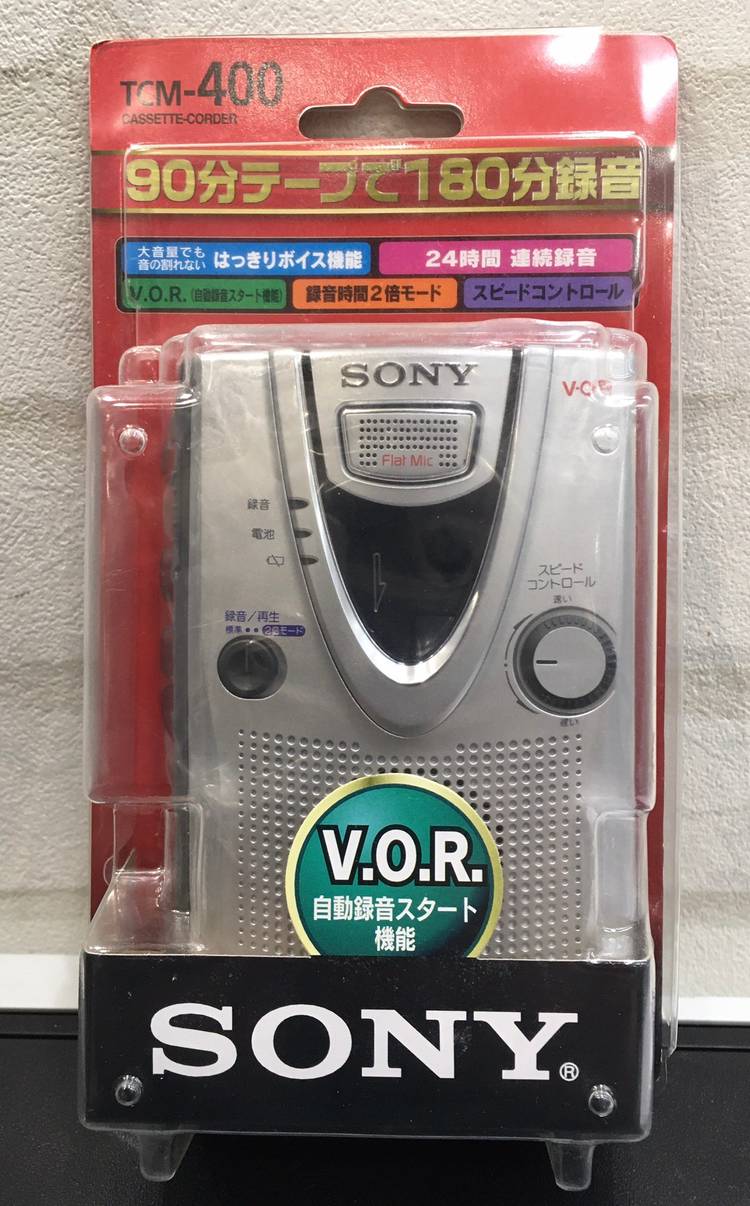 TCM-400
CASSETTE-CORDER
90分テープで180分録音
大音量でも
音の割れない はっきりボイス機能
24時間 連続録音
V.O.R.(自動録音スタート機能)
録音時間2倍モード
スピードコントロール
SONY
V・O・R
Flat Mic
録音
電池
スピード
コントロール
速い
録音/再生
標準 2倍モード
遅い
V.O.R.
自動録音スタート
機能
SONY®